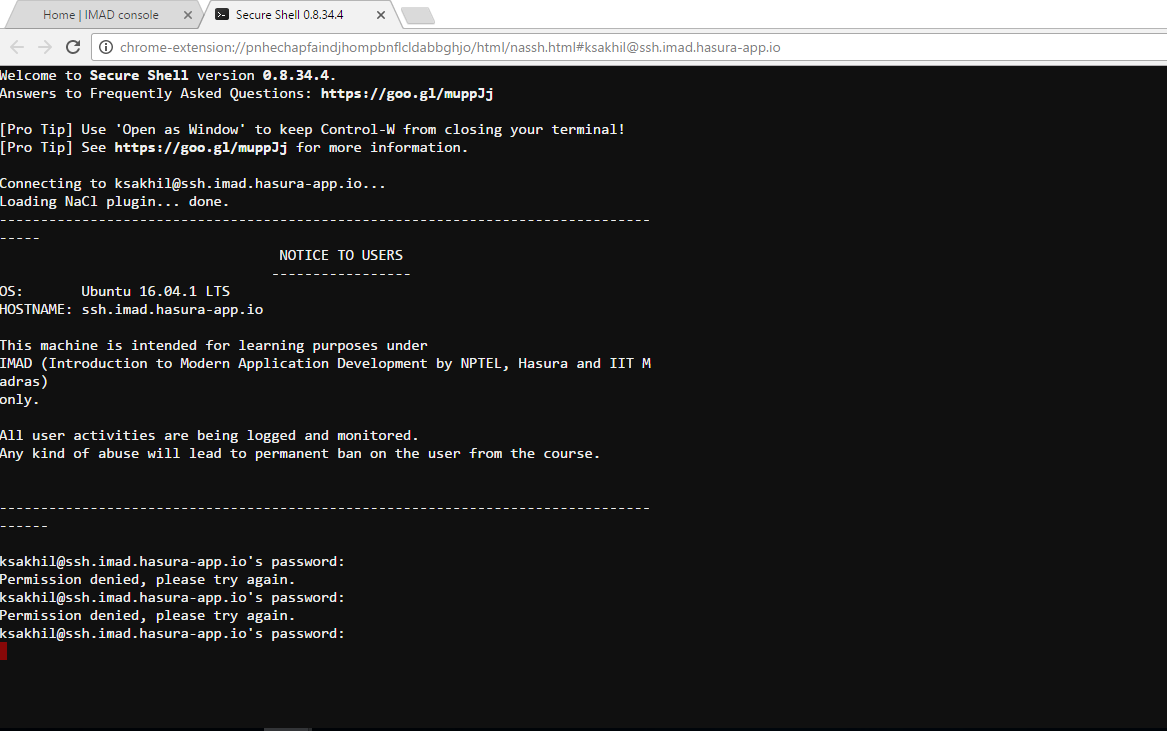 Home | IMAD console
Secure Shell 0.8.34.4
chrome-extension://pnhechapfaindjhompbnflcldabbghjo/html/nassh.html#ksakhil@ssh.imad.hasura-app.io
Welcome to Secure Shell version 0.8.34.4.
Answers to Frequently Asked Questions: https://goo.gl/muppJj
[Pro Tip] Use 'Open as Window' to keep Control-W from closing your terminal!
[Pro Tip] See https://goo.gl/muppJj for more information.
Connecting to ksakhil@ssh.imad.hasura-app.io...
Loading NaCl plugin... done.
-------------------------------------------------------------------------------
-----
NOTICE TO USERS
-----------------
OS: Ubuntu 16.04.1 LTS
HOSTNAME: ssh.imad.hasura-app.io
This machine is intended for learning purposes under
IMAD (Introduction to Modern Application Development by NPTEL, Hasura and IIT M
adras)
only.
All user activities are being logged and monitored.
Any kind of abuse will lead to permanent ban on the user from the course.
-------------------------------------------------------------------------------
------
ksakhil@ssh.imad.hasura-app.io's password:
Permission denied, please try again.
ksakhil@ssh.imad.hasura-app.io's password:
Permission denied, please try again.
ksakhil@ssh.imad.hasura-app.io's password: